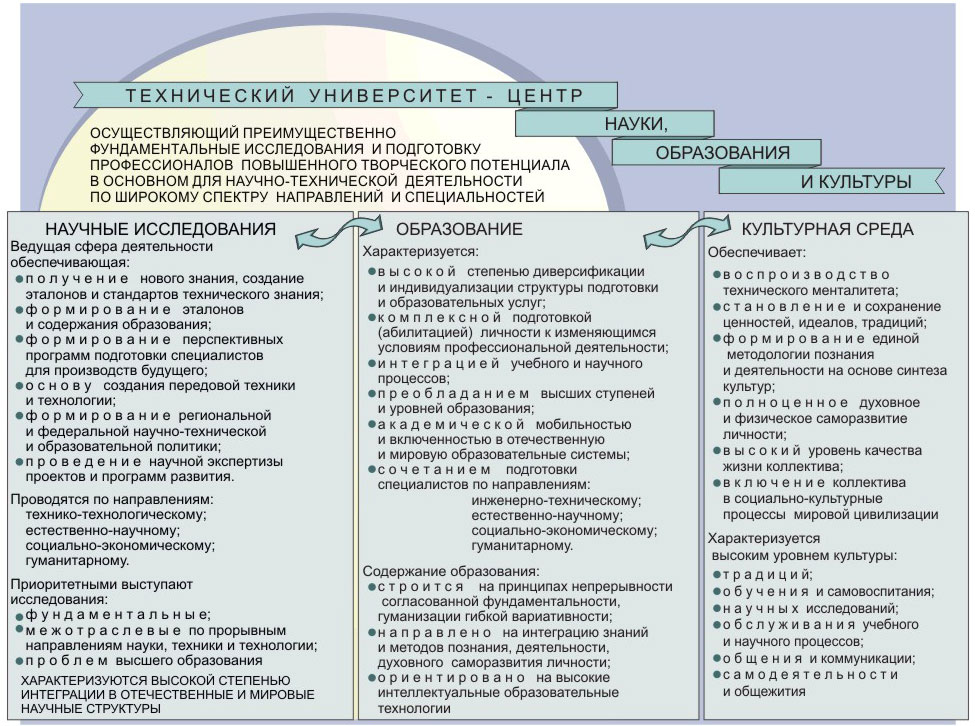 ТЕХНИЧЕСКИЙ УНИВЕРСИТЕТ - ЦЕНТР
НАУКИ,
ОБРАЗОВАНИЯ
И КУЛЬТУРЫ
ОСУЩЕСТВЛЯЮЩИЙ ПРЕИМУЩЕСТВЕННО
ФУНДАМЕНТАЛЬНЫЕ ИССЛЕДОВАНИЯ И ПОДГОТОВКУ
ПРОФЕССИОНАЛОВ ПОВЫШЕННОГО ТВОРЧЕСКОГО ПОТЕНЦИАЛА
В ОСНОВНОМ ДЛЯ НАУЧНО-ТЕХНИЧЕСКОЙ ДЕЯТЕЛЬНОСТИ
ПО ШИРОКОМУ СПЕКТРУ НАПРАВЛЕНИЙ И СПЕЦИАЛЬНОСТЕЙ
НАУЧНЫЕ ИССЛЕДОВАНИЯ
Ведущая сфера деятельности
обеспечивающая:
● получение нового знания, создание
эталонов и стандартов технического знания;
● формирование эталонов
и содержания образования;
● формирование перспективных
программ подготовки специалистов
для производств будущего;
● основу создания передовой техники
и технологии;
● формирование региональной
и федеральной научно-технической
и образовательной политики;
● проведение научной экспертизы
проектов и программ развития.
Проводятся по направлениям:
технико-технологическому;
естественно-научному;
социально-экономическому;
гуманитарному.
Приоритетными выступают
исследования:
● фундаментальные;
● межотраслевые по прорывным
направлениям науки, техники и технологии;
● проблем высшего образования
ХАРАКТЕРИЗУЮТСЯ ВЫСОКОЙ СТЕПЕНЬЮ
ИНТЕГРАЦИИ В ОТЕЧЕСТВЕННЫЕ И МИРОВЫЕ
НАУЧНЫЕ СТРУКТУРЫ
ОБРАЗОВАНИЕ
Характеризуется:
● высокой степенью диверсификации
и индивидуализации структуры подготовки
и образовательных услуг;
● комплексной подготовкой
(абилитацией) личности к изменяющимся
условиям профессиональной деятельности;
● интеграцией учебного и научного
процессов;
● преобладанием высших ступеней
и уровней образования;
● академической мобильностью
и включенностью в отечественную
и мировую образовательные системы;
● сочетанием подготовки
специалистов по направлениям:
инженерно-техническому;
естественно-научному;
социально-экономическому;
гуманитарному.
Содержание образования:
● строится на принципах непрерывности
согласованной фундаментальности,
гуманизации гибкой вариативности;
● направлено на интеграцию знаний
и методов познания, деятельности,
духовного саморазвития личности;
● ориентировано на высокие
интеллектуальные образовательные
технологии
КУЛЬТУРНАЯ СРЕДА
Обеспечивает:
● воспроизводство
технического менталитета;
● становление и сохранение
ценностей, идеалов, традиций;
● формирование единой
методологии познания
и деятельности на основе синтеза
культур;
● полноценное духовное
и физическое саморазвитие
личности;
● высокий уровень качества
жизни коллектива;
● включение коллектива
в социально-культурные
процессы мировой цивилизации
Характеризуется
высоким уровнем культуры:
● традиций;
● обучения и самовоспитания;
● научных исследований;
● обслуживания учебного
и научного процессов;
● общения и коммуникации;
● самодеятельности
и общежития